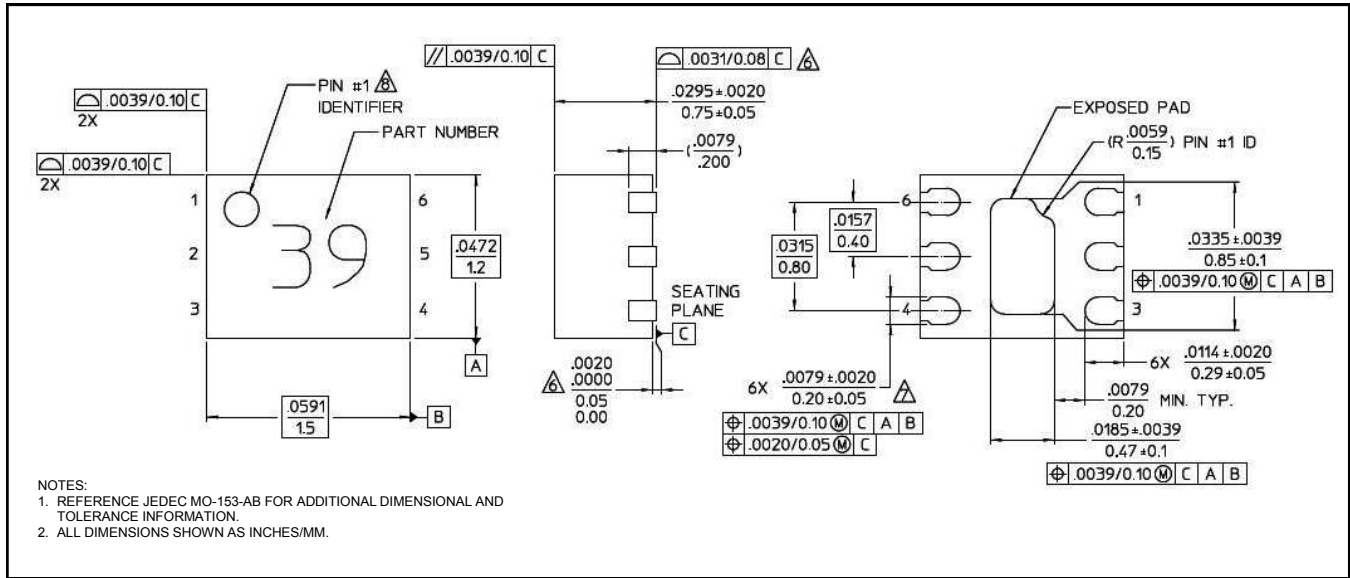 // .0039/0.10 C
⌓ .0031/0.08 C 6
⌓ .0039/0.10 C
2X
PIN #1 8
IDENTIFIER
PART NUMBER
⌓ .0039/0.10 C
2X
1
2
3
39
6
5
4
.0472
1.2
A
.0591
1.5
B
.0295±.0020
0.75±0.05
( .0079 )
.200
SEATING
PLANE
C
6 .0020
.0000
0.05
0.00
EXPOSED PAD
(R .0059 ) PIN #1 ID
0.15
6
4
1
3
.0315
0.80
.0157
0.40
.0335±.0039
0.85±0.1
⌖ .0039/0.10 Ⓜ C A B
6X .0079±.0020 7
0.20±0.05
⌖ .0039/0.10 Ⓜ C A B
⌖ .0020/0.05 Ⓜ C
6X .0114±.0020
0.29±0.05
.0079 MIN. TYP.
0.20
.0185±.0039
0.47±0.1
⌖ .0039/0.10 Ⓜ C A B
NOTES:
1. REFERENCE JEDEC MO-153-AB FOR ADDITIONAL DIMENSIONAL AND
TOLERANCE INFORMATION.
2. ALL DIMENSIONS SHOWN AS INCHES/MM.